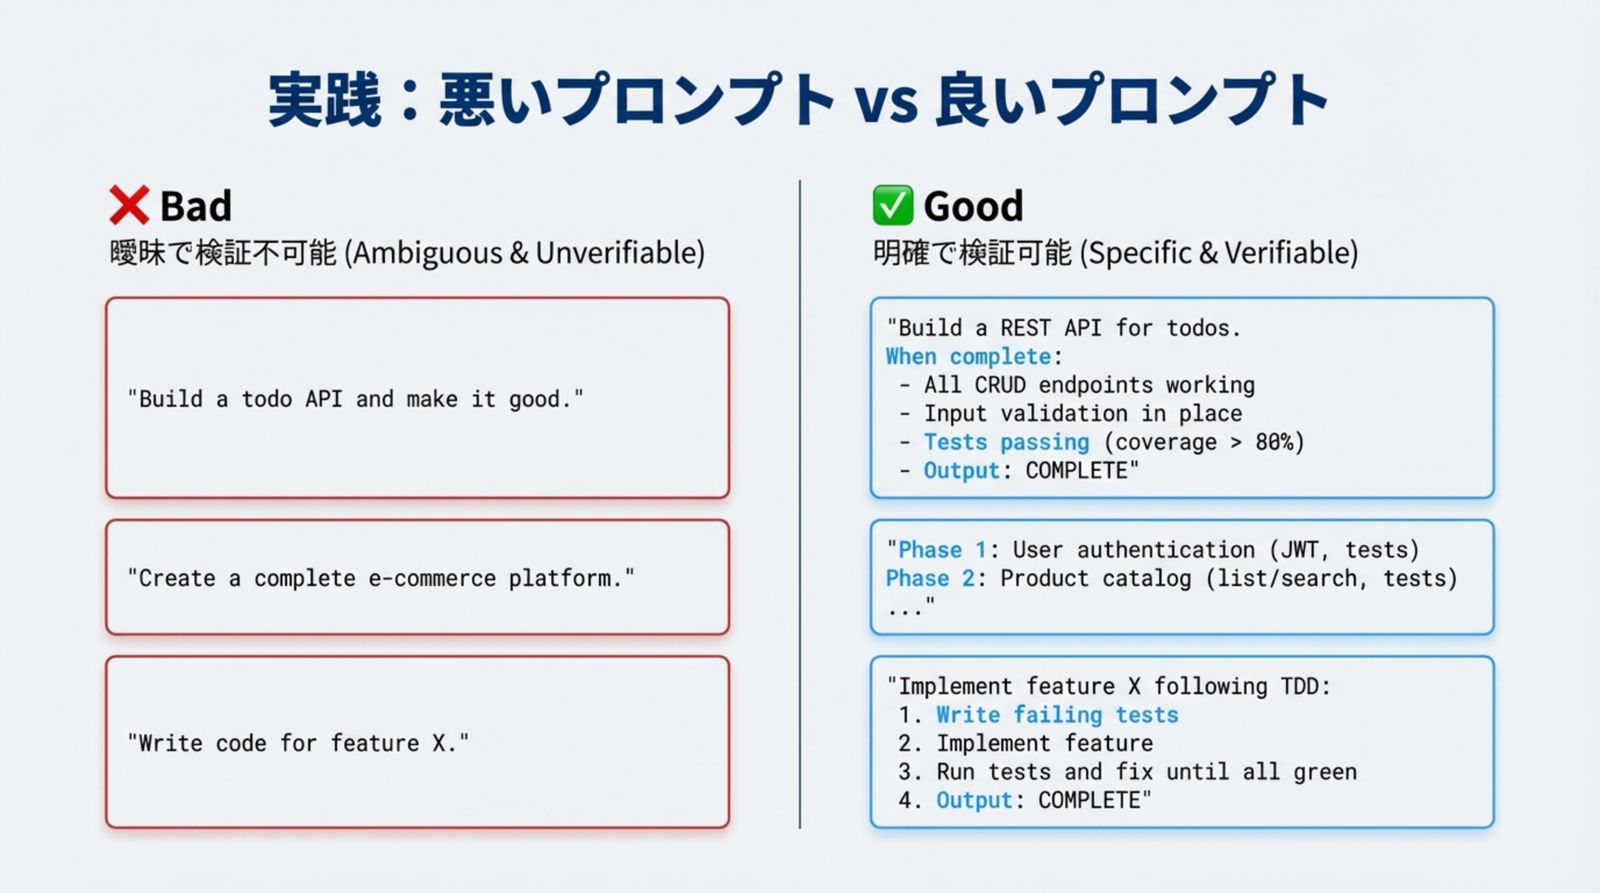 実践：悪いプロンプト vs 良いプロンプト
❌ Bad
曖昧で検証不可能 (Ambiguous & Unverifiable)
"Build a todo API and make it good."
"Create a complete e-commerce platform."
"Write code for feature X."
✅ Good
明確で検証可能 (Specific & Verifiable)
"Build a REST API for todos.
When complete:
- All CRUD endpoints working
- Input validation in place
- Tests passing (coverage > 80%)
- Output: COMPLETE"
"Phase 1: User authentication (JWT, tests)
Phase 2: Product catalog (list/search, tests)
..."
"Implement feature X following TDD:
1. Write failing tests
2. Implement feature
3. Run tests and fix until all green
4. Output: COMPLETE"